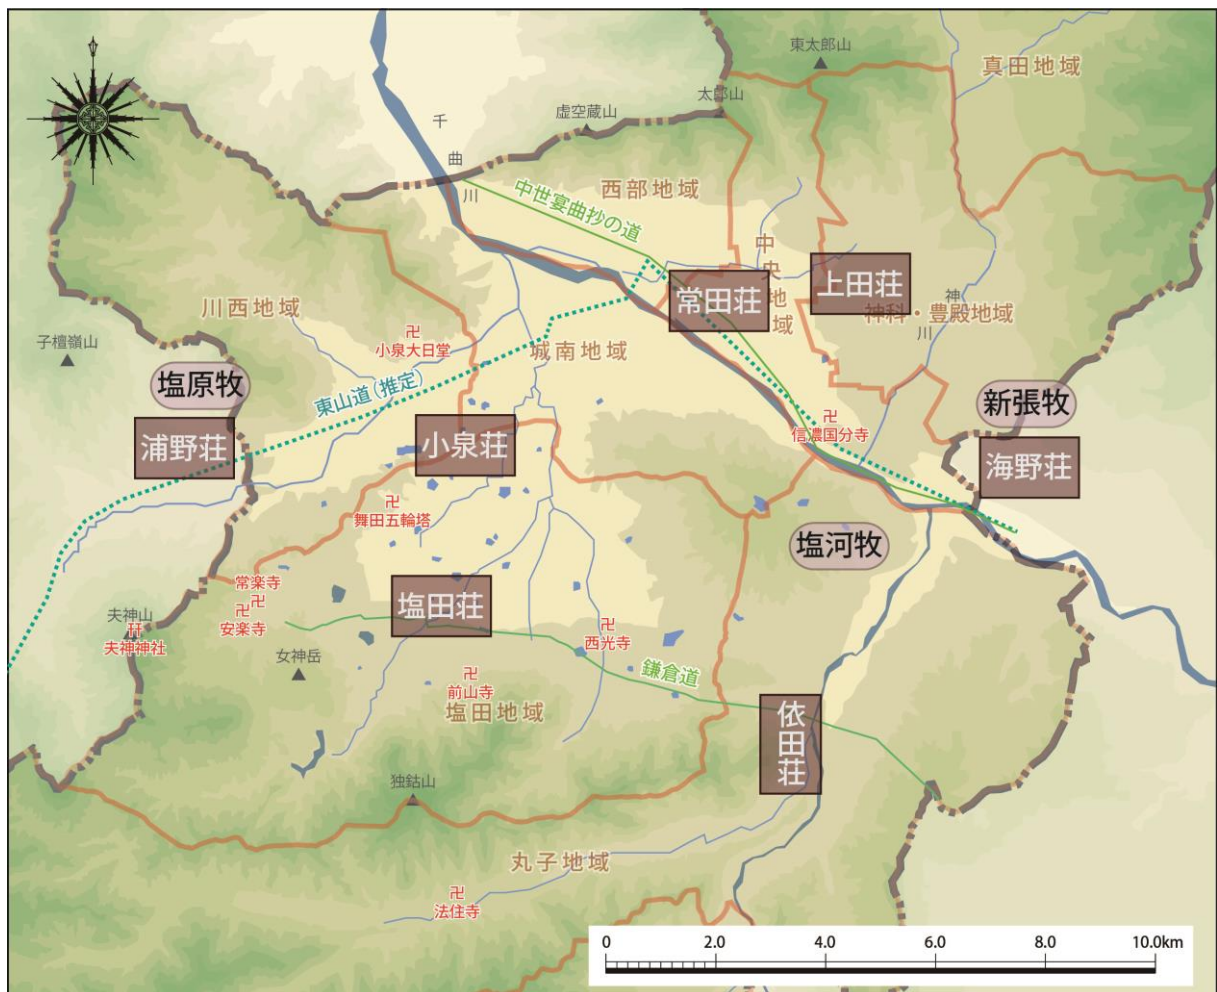 東太郎山
真田地域
太郎山
虚空蔵山
千曲川
西部地域
中世宴曲抄の道
中央地域
上田荘
常田荘
神川
神科・豊殿地域
川西地域
子檀嶺山
小泉大日堂
城南地域
塩原牧
東山道(推定)
新張牧
浦野荘
小泉荘
信濃国分寺
海野荘
舞田五輪塔
塩河牧
常楽寺
安楽寺
塩田荘
夫神山
夫神神社
西光寺
女神岳
鎌倉道
前山寺
塩田地域
依田荘
独鈷山
丸子地域
法住寺
0 2.0 4.0 6.0 8.0 10.0km